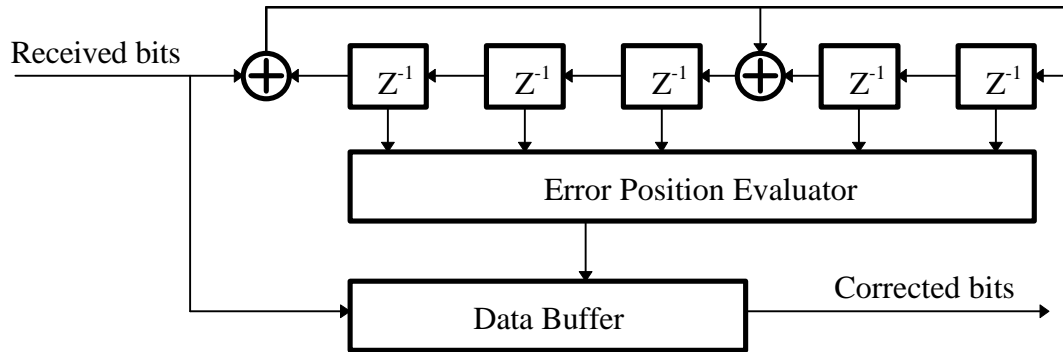 Received bits
Z-1 Z-1 Z-1 Z-1 Z-1
Error Position Evaluator
Corrected bits
Data Buffer